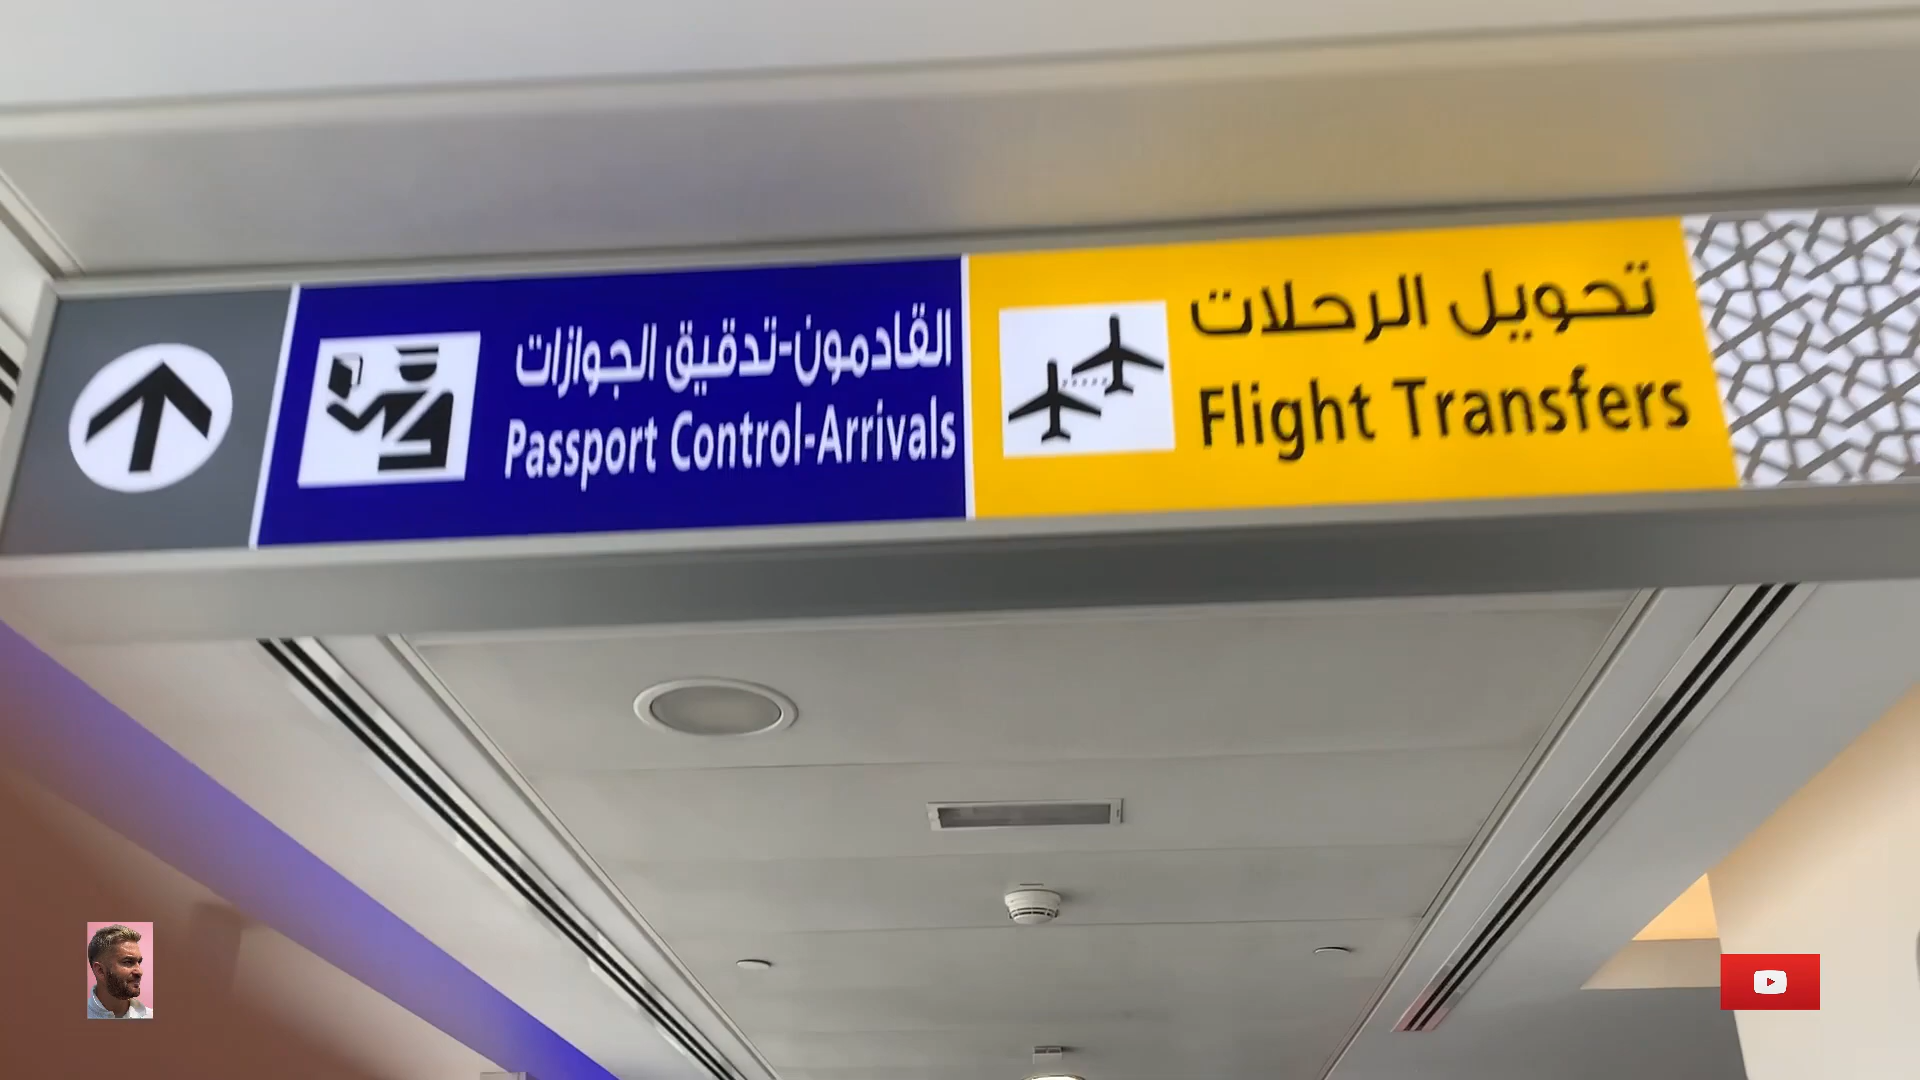 القادمون-تدقيق الجوازات
Passport Control-Arrivals
تحويل الرحلات
Flight Transfers